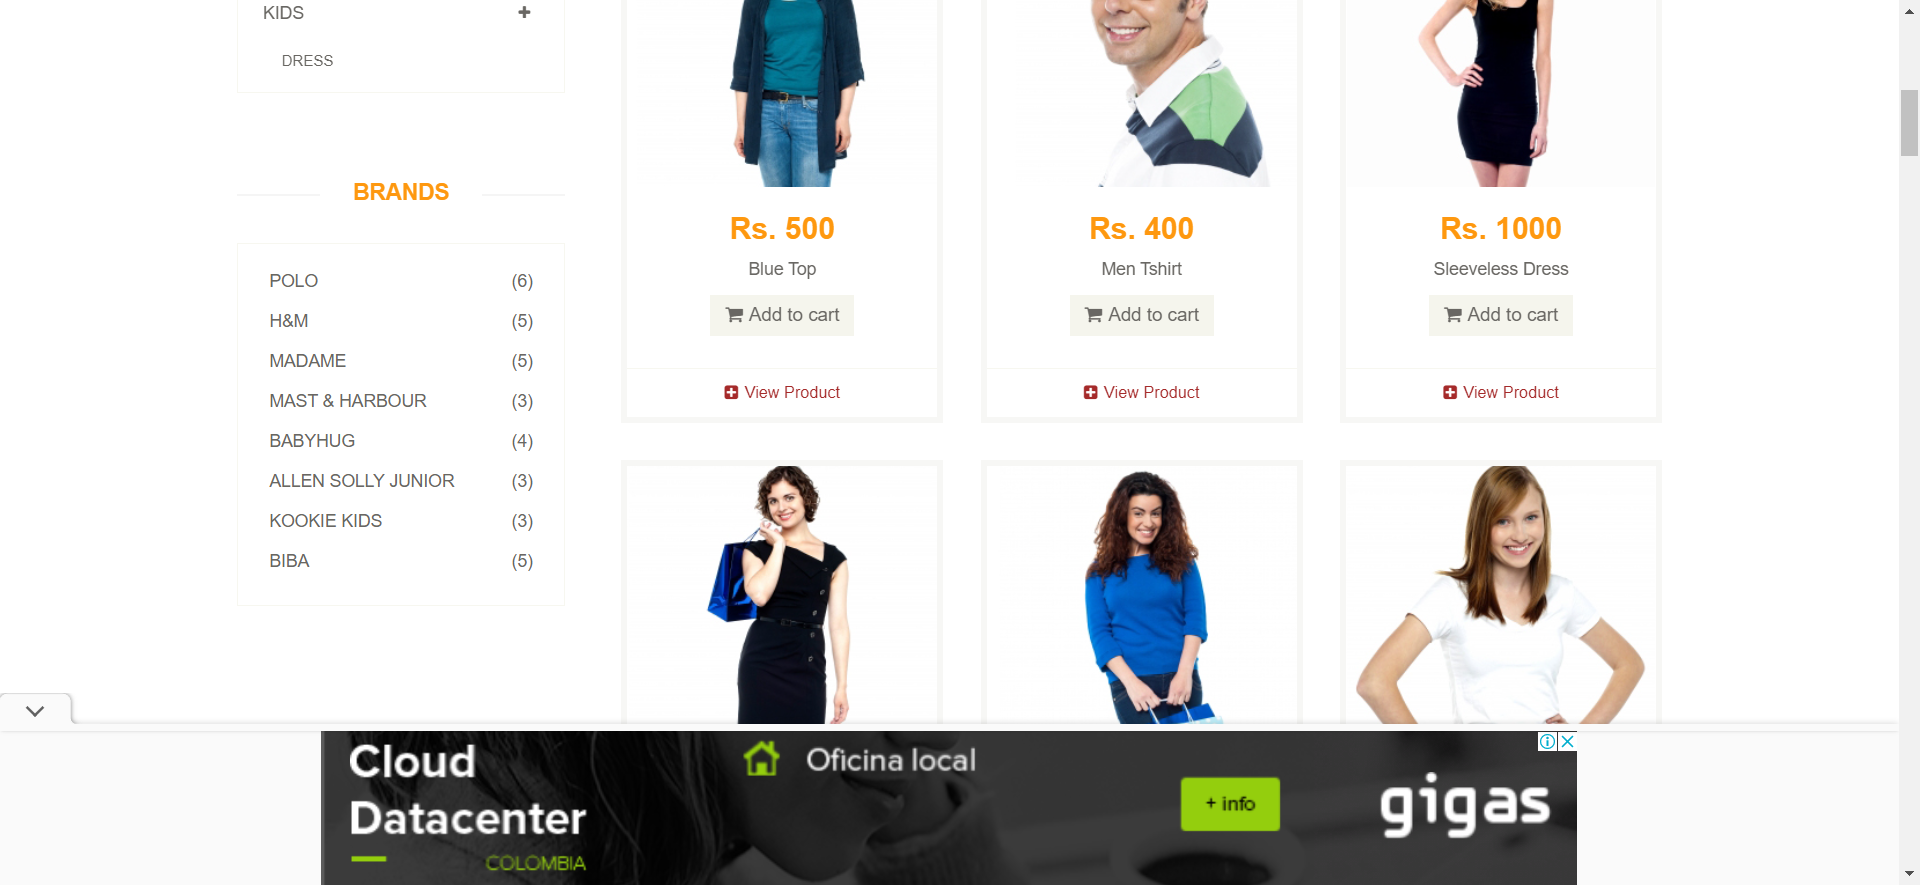 KIDS
DRESS
BRANDS
POLO (6)
H&M (5)
MADAME (5)
MAST & HARBOUR (3)
BABYHUG (4)
ALLEN SOLLY JUNIOR (3)
KOOKIE KIDS (3)
BIBA (5)
Rs. 500
Blue Top
Add to cart
View Product
Rs. 400
Men Tshirt
Add to cart
View Product
Rs. 1000
Sleeveless Dress
Add to cart
View Product
Cloud
Datacenter
COLOMBIA
Oficina local
+ info
gigas